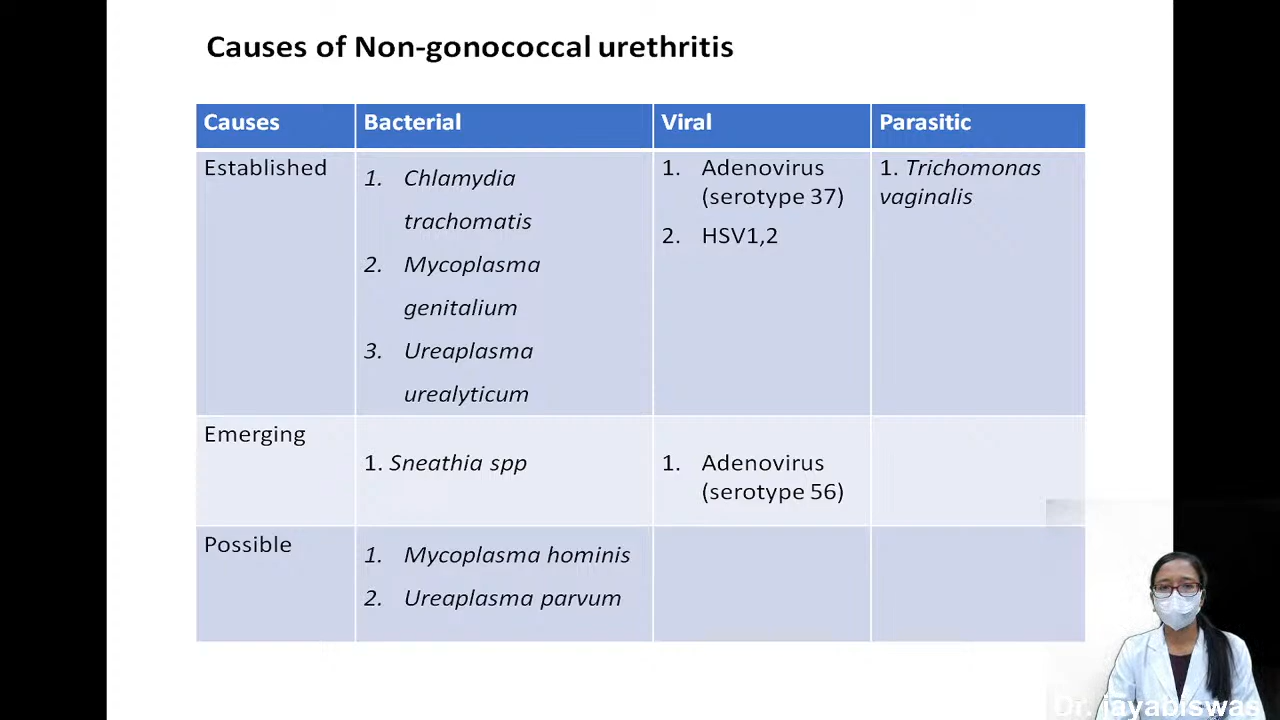 Causes of Non-gonococcal urethritis
Causes
Bacterial
Viral
Parasitic
Established
1. Chlamydia
trachomatis
2. Mycoplasma
genitalium
3. Ureaplasma
urealyticum
1. Adenovirus
(serotype 37)
2. HSV1,2
1. Trichomonas
vaginalis
Emerging
1. Sneathia spp
1. Adenovirus
(serotype 56)
Possible
1. Mycoplasma hominis
2. Ureaplasma parvum
Dr. jayabiswas